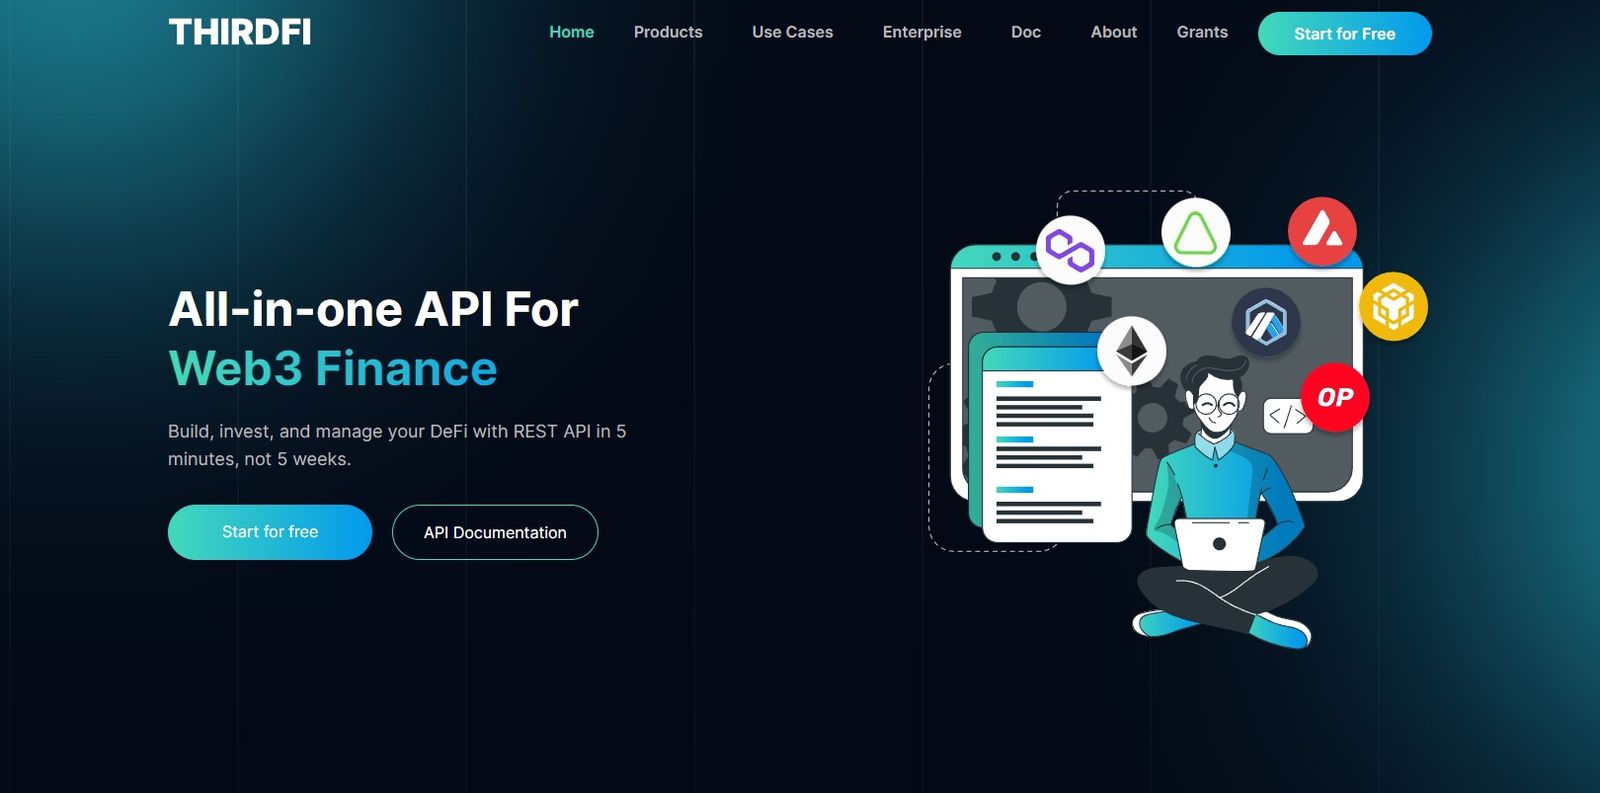 THIRDFI
Home Products Use Cases Enterprise Doc About Grants Start for Free
All-in-one API For
Web3 Finance
Build, invest, and manage your DeFi with REST API in 5
minutes, not 5 weeks.
Start for free API Documentation
</>
OP